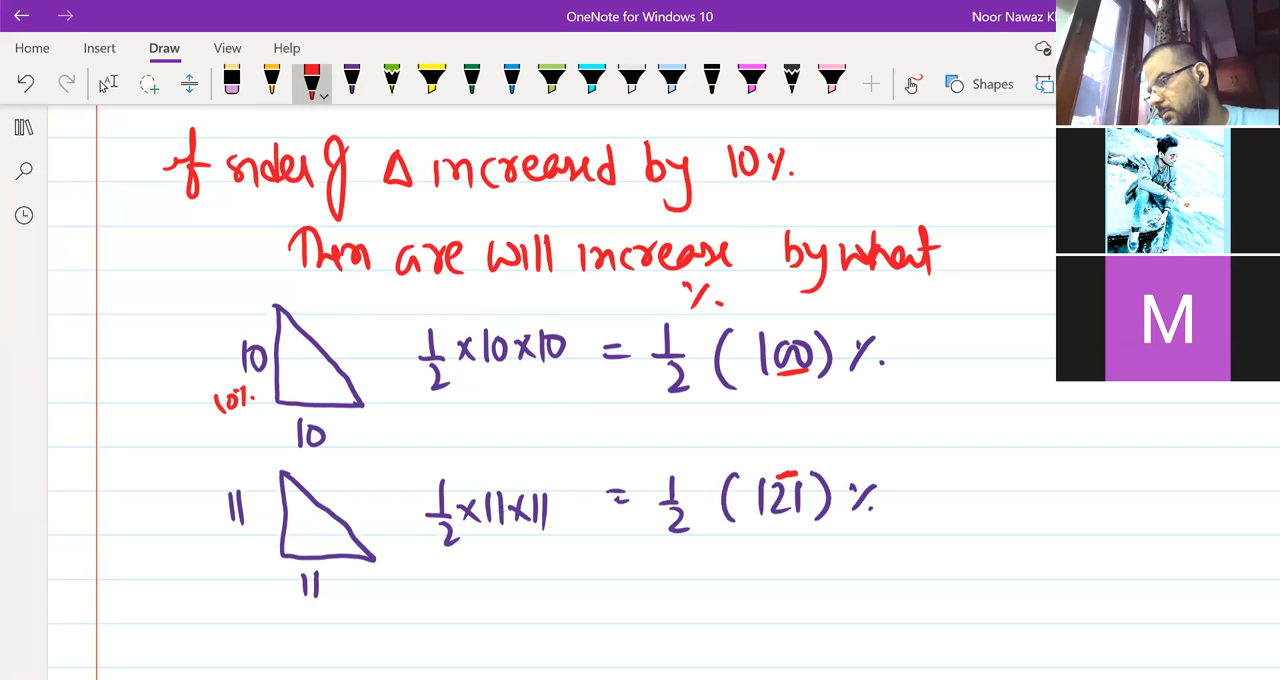 OneNote for Windows 10
Noor Nawaz K
Home Insert Draw View Help
Shapes
If sides of Δ increased by 10%.
Then are will increase by what
%.
10
10%.
10
1/2 × 10 × 10 = 1/2 (100) %.
11
11
1/2 × 11 × 11 = 1/2 (121) %
M